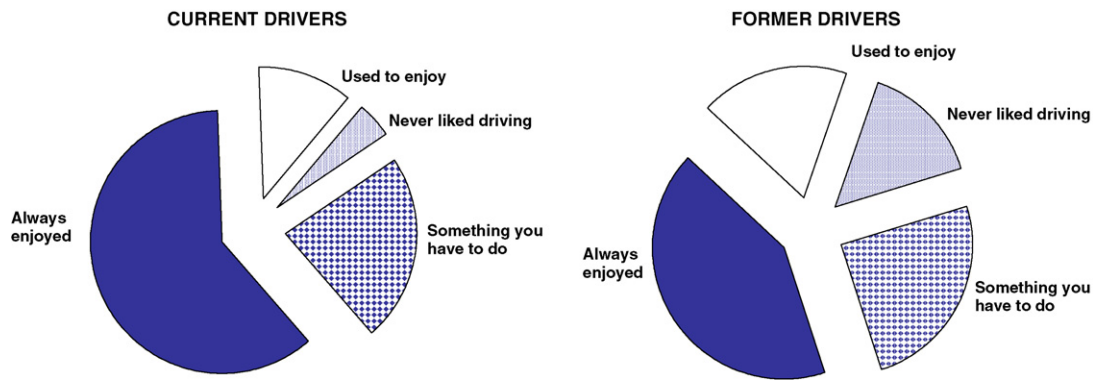 CURRENT DRIVERS
Used to enjoy
Never liked driving
Always
enjoyed
Something you
have to do
FORMER DRIVERS
Used to enjoy
Never liked driving
Always
enjoyed
Something you
have to do